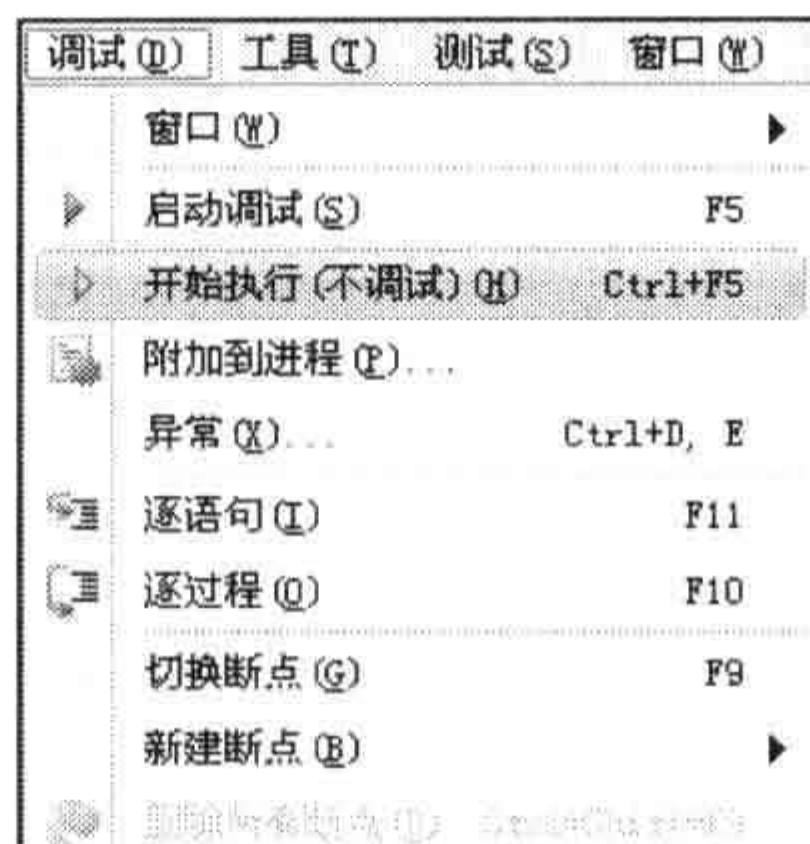 调试(D) 工具(T) 测试(S) 窗口(W)
窗口(W)
启动调试(S) F5
开始执行(不调试)(H) Ctrl+F5
附加到进程(P)...
异常(X)... Ctrl+D, E
逐语句(I) F11
逐过程(O) F10
切换断点(G) F9
新建断点(B)